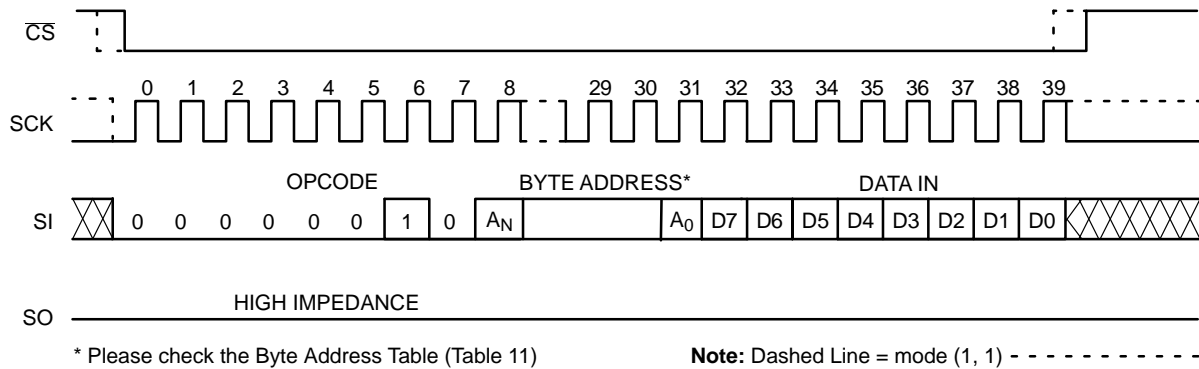 CS
0 1 2 3 4 5 6 7 8 29 30 31 32 33 34 35 36 37 38 39
SCK
OPCODE BYTE ADDRESS* DATA IN
SI 0 0 0 0 0 0 1 0 AN A0 D7 D6 D5 D4 D3 D2 D1 D0
HIGH IMPEDANCE
SO
* Please check the Byte Address Table (Table 11) Note: Dashed Line = mode (1, 1)